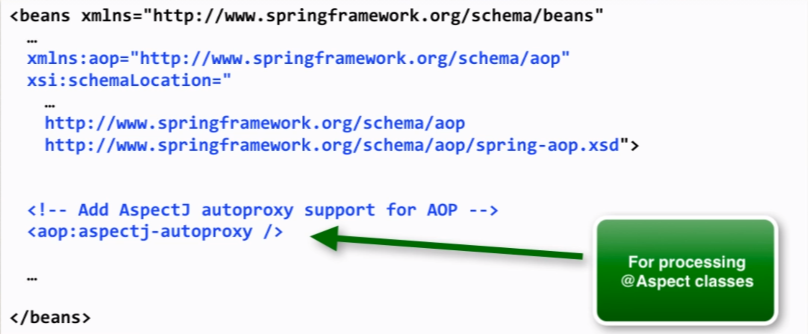 <beans xmlns="http://www.springframework.org/schema/beans"
…
xmlns:aop="http://www.springframework.org/schema/aop"
xsi:schemaLocation="
…
http://www.springframework.org/schema/aop
http://www.springframework.org/schema/aop/spring-aop.xsd">
<!-- Add AspectJ autoproxy support for AOP -->
<aop:aspectj-autoproxy />
For processing
@Aspect classes
…
</beans>